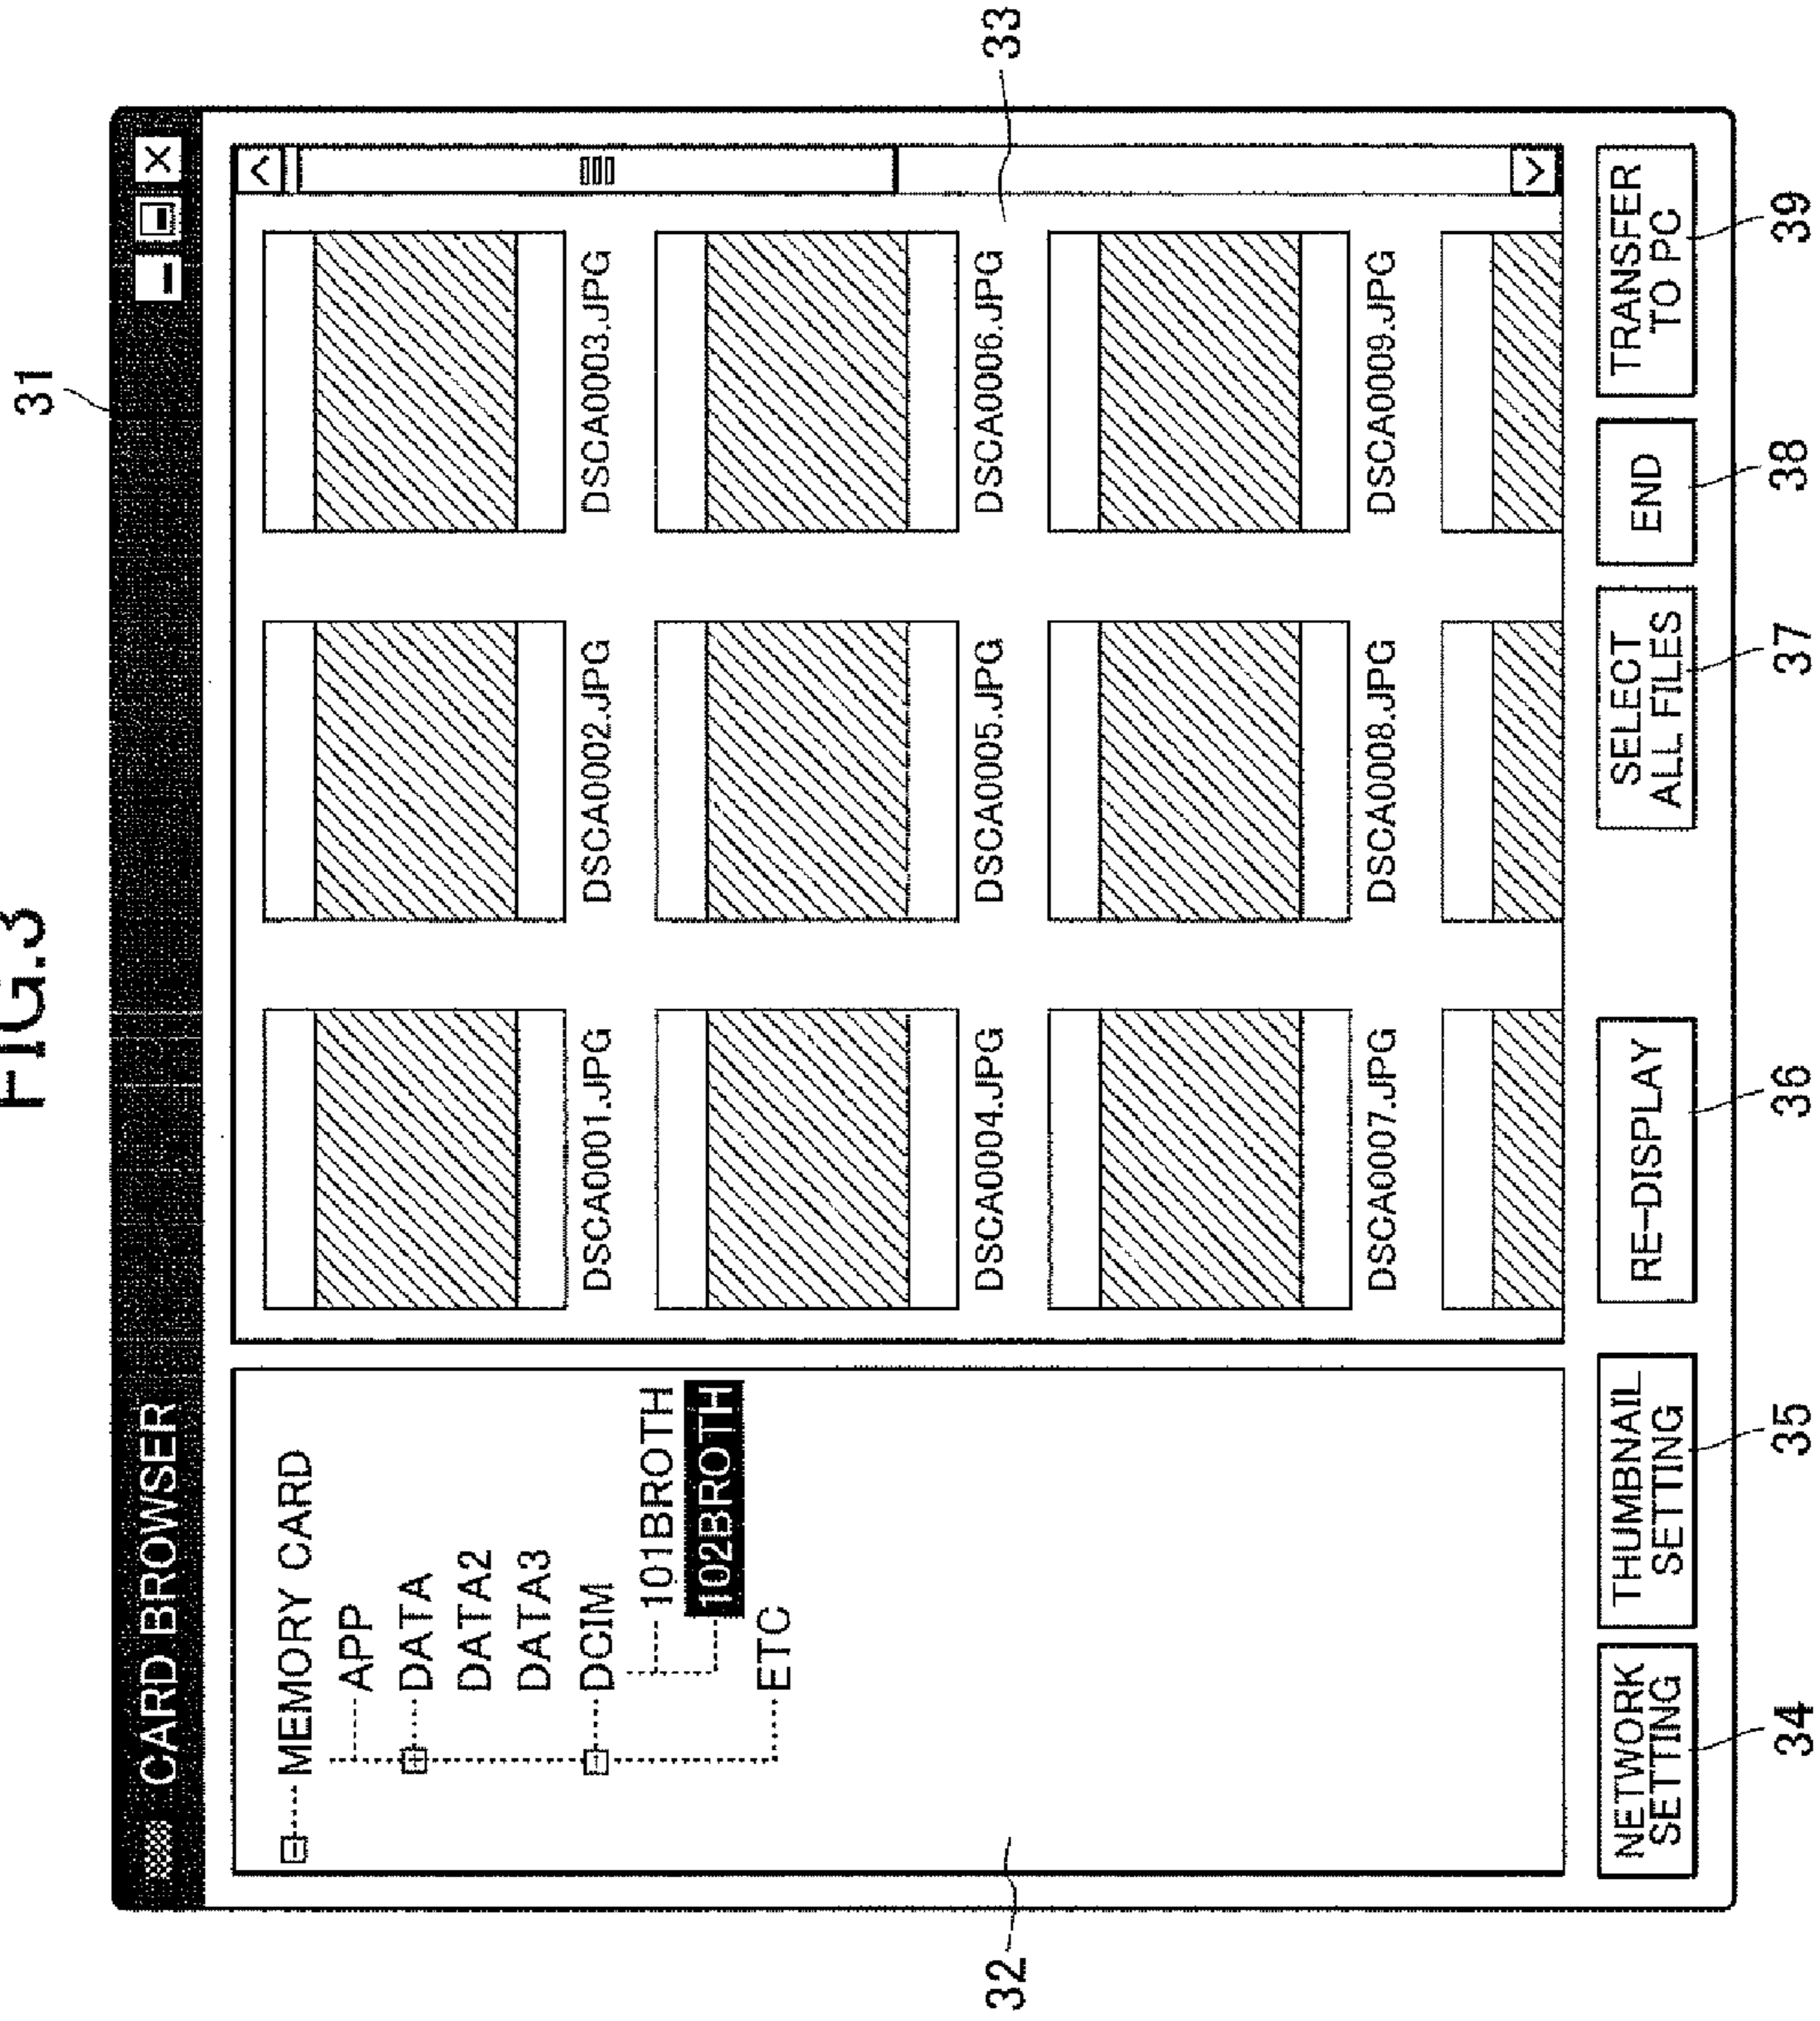 FIG.3
31
CARD BROWSER
MEMORY CARD
APP
DATA
DATA2
DATA3
DCIM
101BROTH
102BROTH
ETC
32
DSCA0001.JPG
DSCA0002.JPG
DSCA0003.JPG
DSCA0004.JPG
DSCA0005.JPG
DSCA0006.JPG
DSCA0007.JPG
DSCA0008.JPG
DSCA0009.JPG
33
NETWORK
SETTING
THUMBNAIL
SETTING
RE-DISPLAY
SELECT
ALL FILES
END
TRANSFER
TO PC
34
35
36
37
38
39